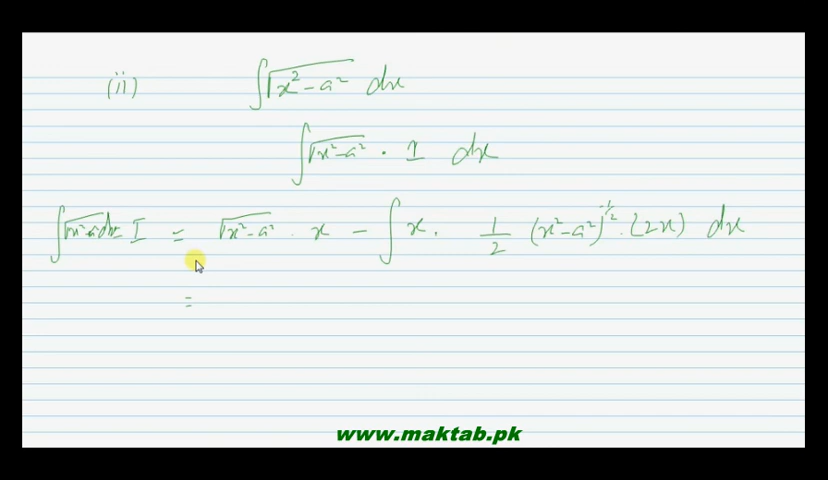 (ii) ∫√(x² - a²) dx
∫√(x² - a²) · 1 dx
∫√(x² - a²) dx = I = √(x² - a²) · x - ∫ x · 1/2 (x² - a²)^(-1/2) · (2x) dx
=
www.maktab.pk